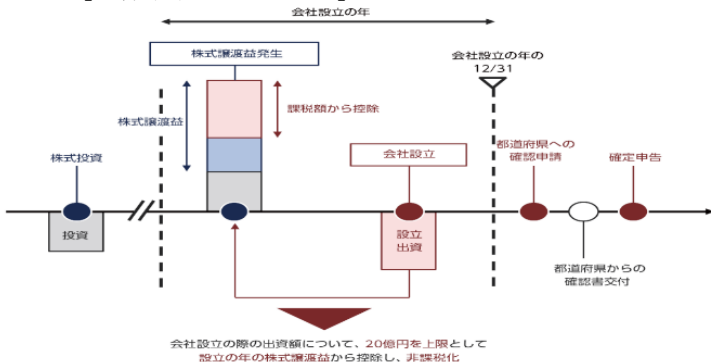 会社設立の年
株式譲渡益発生
会社設立の年の
12/31
株式譲渡益
課税額から控除
株式投資
会社設立
都道府県への
確認申請
確定申告
投資
設立
出資
都道府県からの
確認書交付
会社設立の際の出資額について、20億円を上限として
設立の年の株式譲渡益から控除し、非課税化